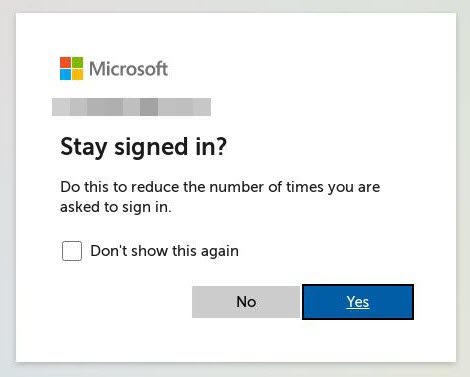 Microsoft
Stay signed in?
Do this to reduce the number of times you are
asked to sign in.
Don't show this again
No
Yes